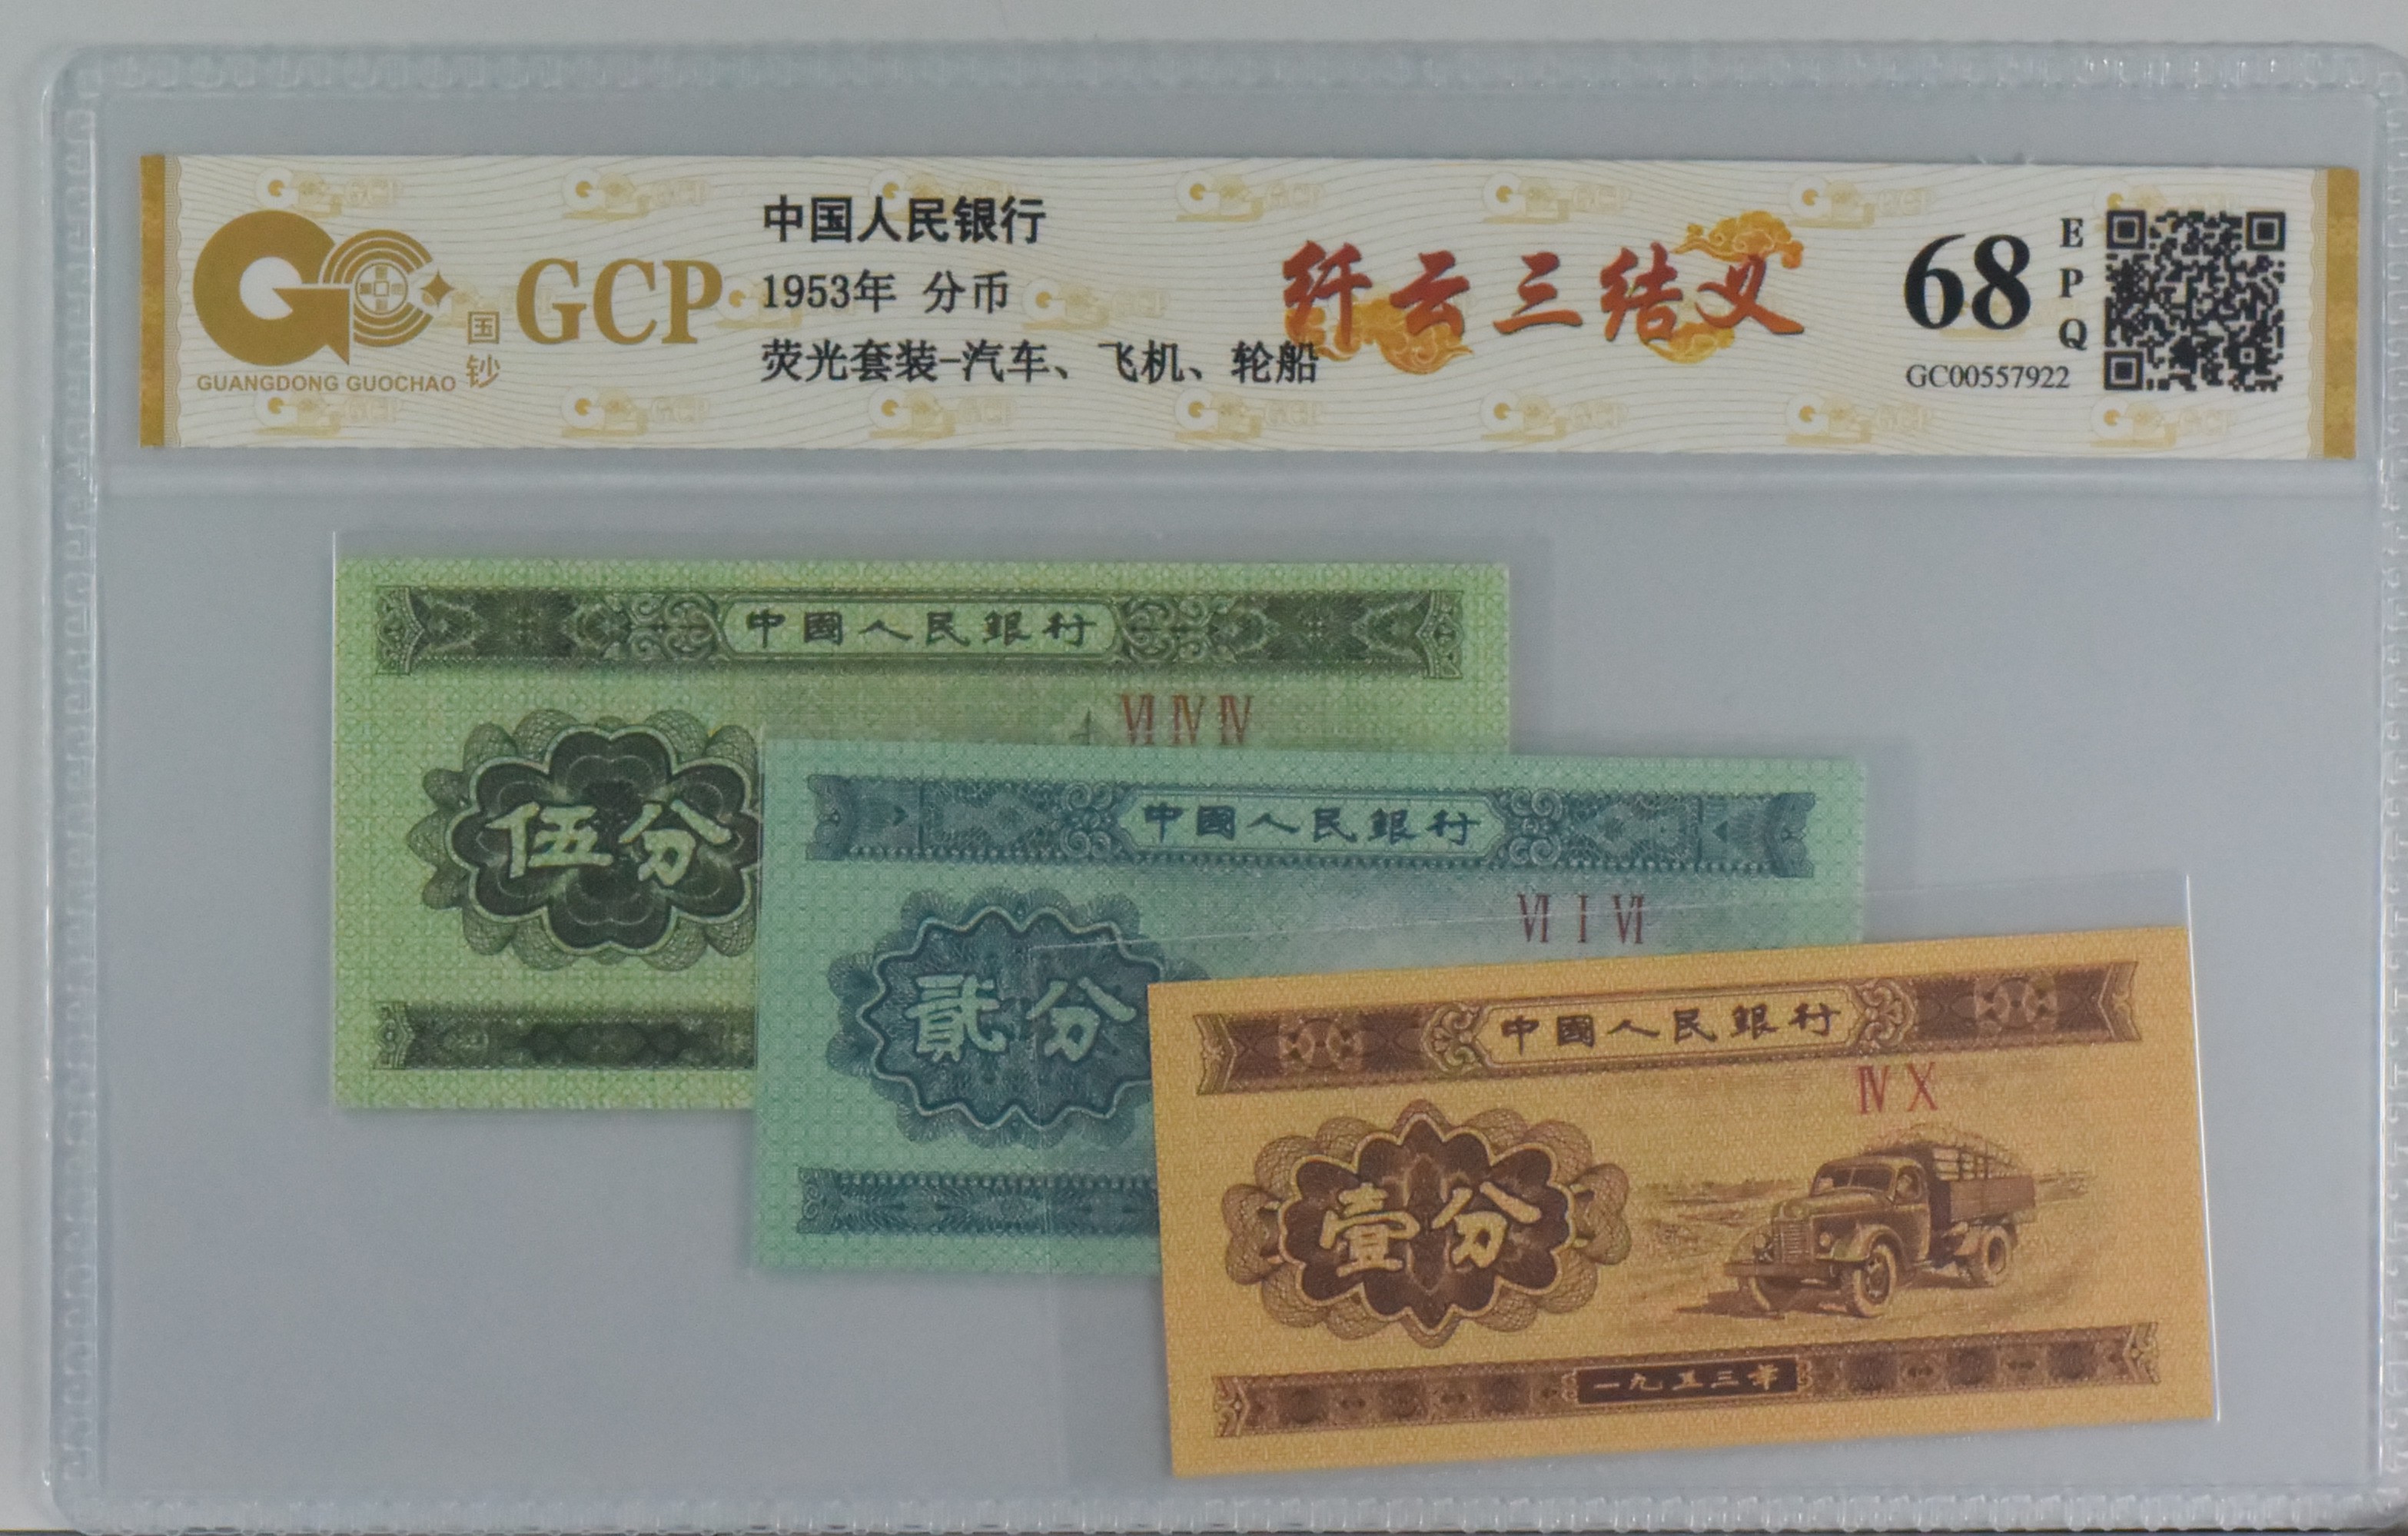 GUANGDONG GUOCHAO
国钞
GCP
中国人民银行
1953年 分币
荧光套装-汽车、飞机、轮船
纤云三结义
68
EPQ
GC00557922
中國人民銀行
VI IV IV
伍分
中國人民銀行
VI I VI
貳分
中國人民銀行
IV X
壹分
一九五三年